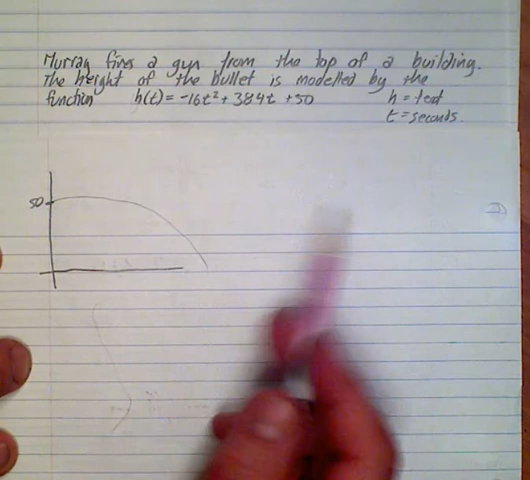 Murray fires a gun from the top of a building.
The height of the bullet is modelled by the
function h(t) = -16t² + 384t + 50 h = feet
t = seconds.
50